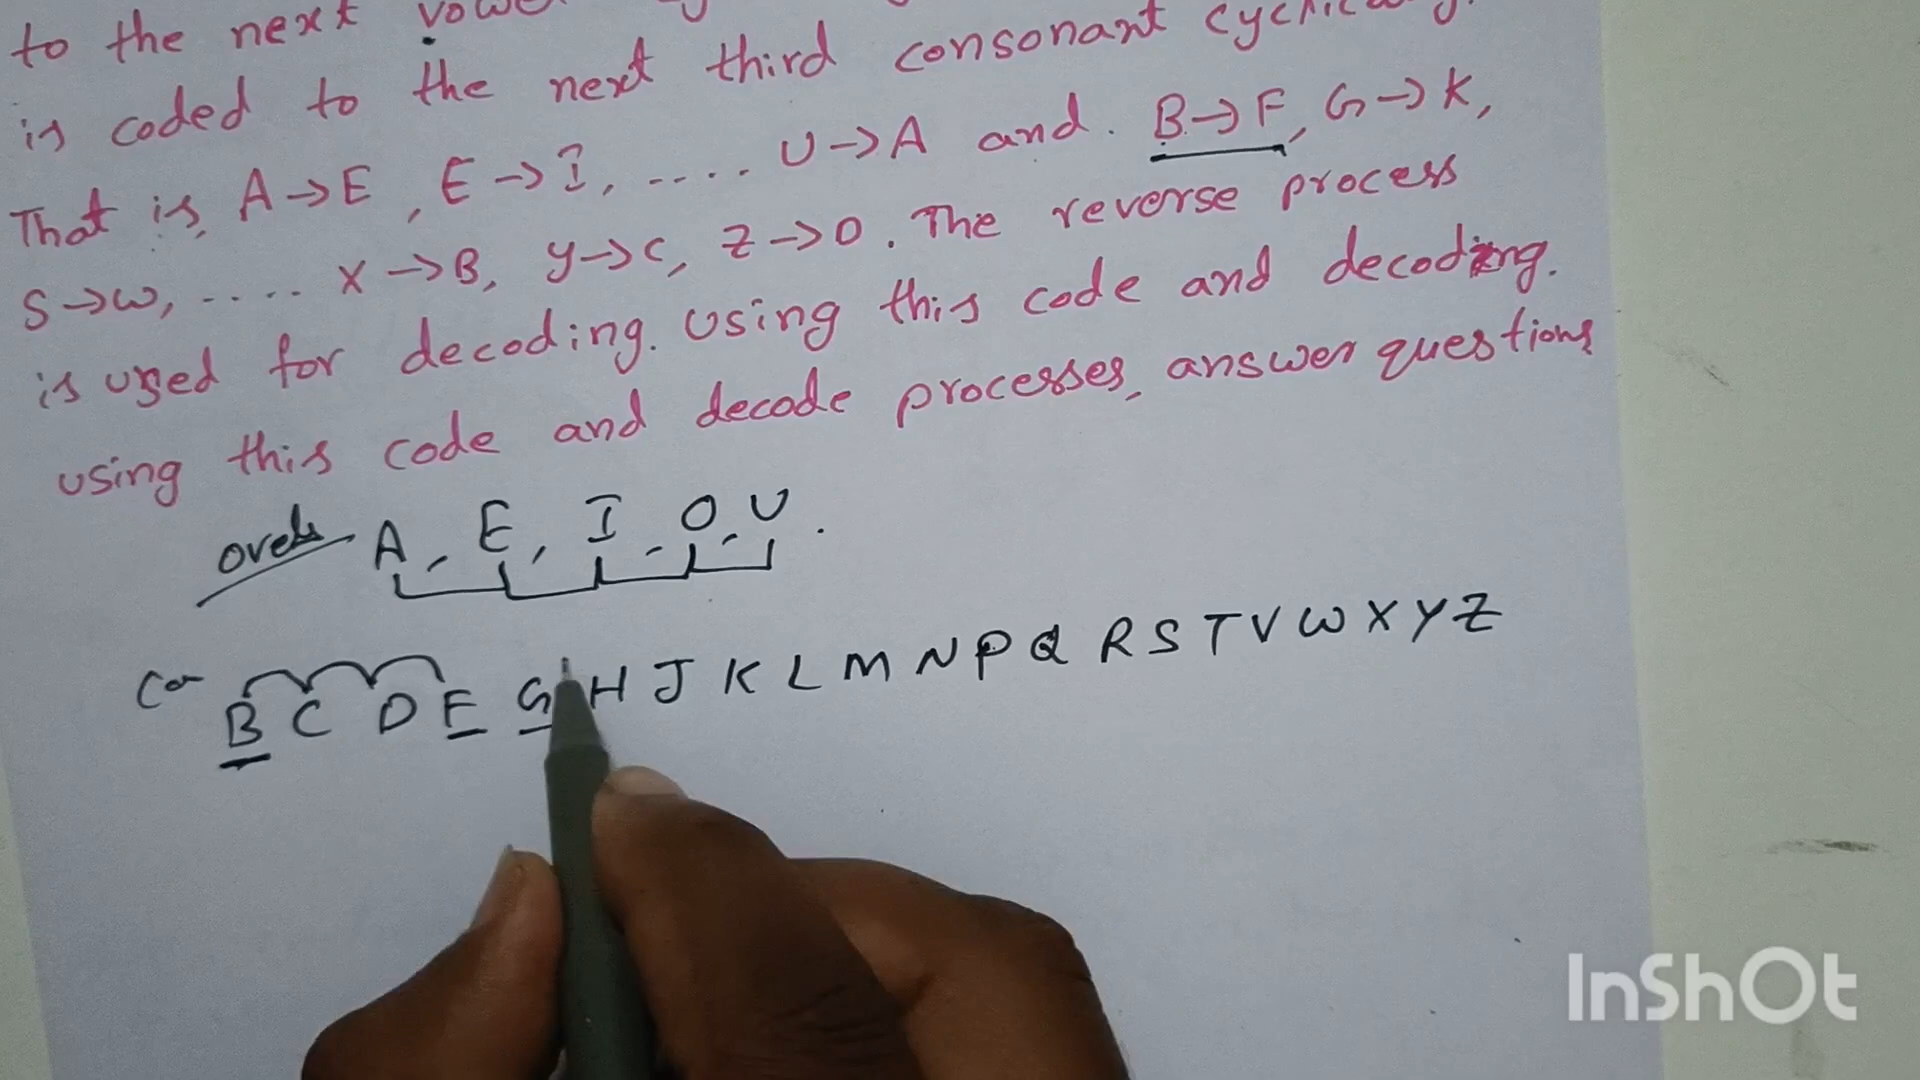 to the next vowel
is coded to the next third consonant cyclically.
That is, A→E, E→I, .... U→A and. B→F, G→K,
S→W, .... X→B, Y→C, Z→D. The reverse process
is used for decoding. Using this code and decoding.
using this code and decode processes, answer questions
ovels A, E, I, O, U.
Con B C D F G H J K L M N P Q R S T V W X Y Z
InShOt